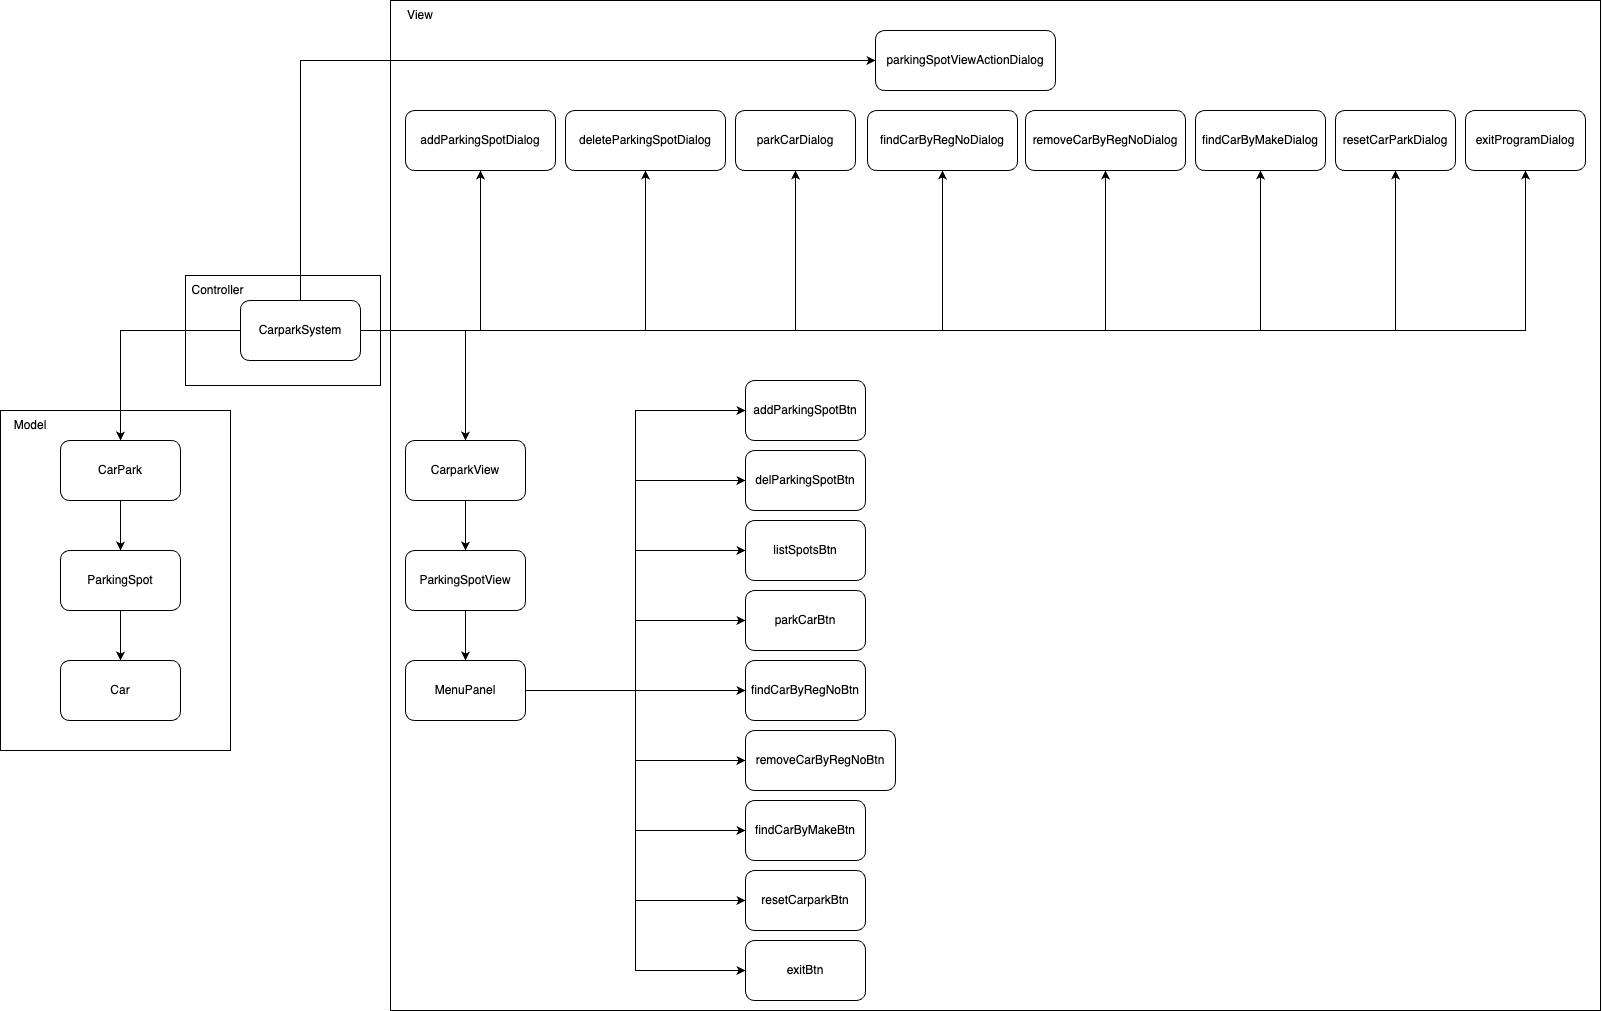 View
parkingSpotViewActionDialog
addParkingSpotDialog
deleteParkingSpotDialog
parkCarDialog
findCarByRegNoDialog
removeCarByRegNoDialog
findCarByMakeDialog
resetCarParkDialog
exitProgramDialog
Controller
CarparkSystem
Model
CarPark
ParkingSpot
Car
CarparkView
ParkingSpotView
MenuPanel
addParkingSpotBtn
delParkingSpotBtn
listSpotsBtn
parkCarBtn
findCarByRegNoBtn
removeCarByRegNoBtn
findCarByMakeBtn
resetCarparkBtn
exitBtn